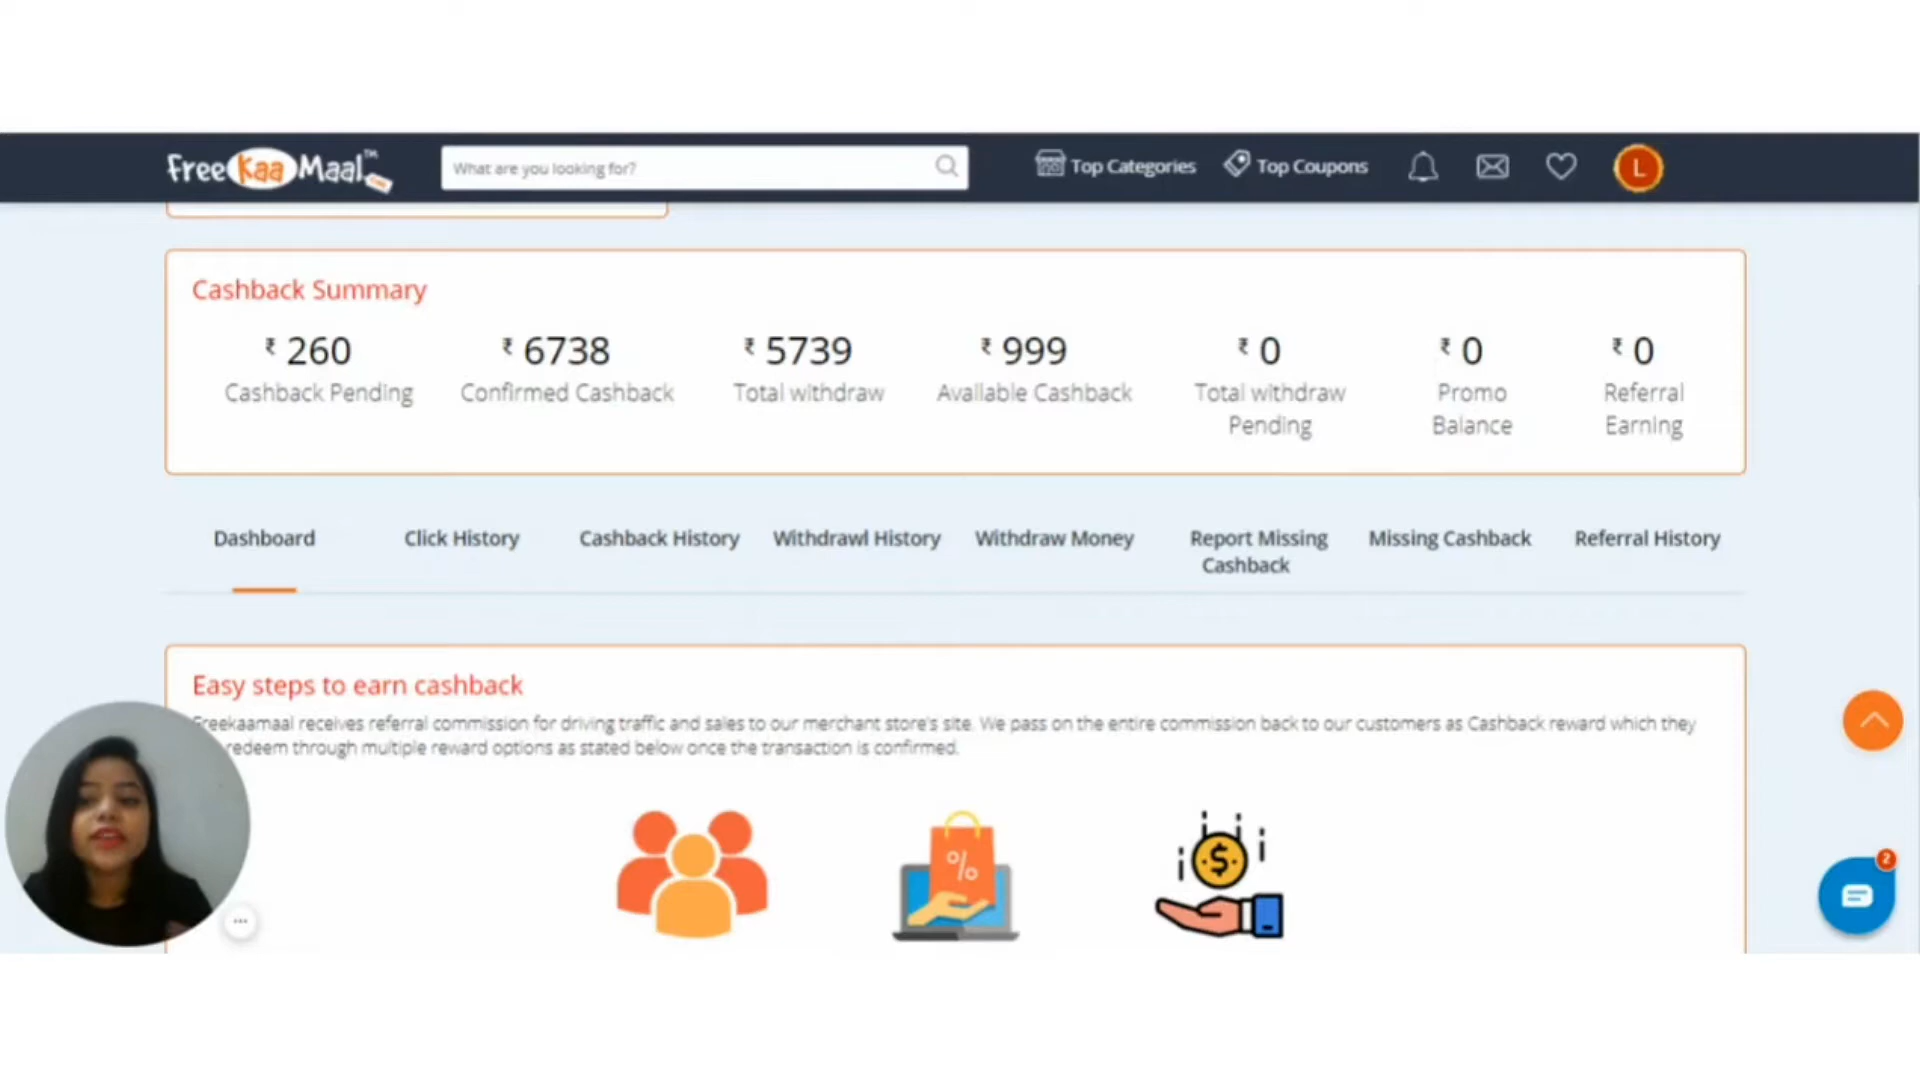 Free Kaa Maal™
What are you looking for?
Top Categories
Top Coupons
L
Cashback Summary
₹ 260 ₹ 6738 ₹ 5739 ₹ 999 ₹ 0 ₹ 0 ₹ 0
Cashback Pending Confirmed Cashback Total withdraw Available Cashback Total withdraw Promo Referral
Pending Balance Earning
Dashboard Click History Cashback History Withdrawl History Withdraw Money Report Missing Missing Cashback Referral History
Cashback
Easy steps to earn cashback
Freekaamaal receives referral commission for driving traffic and sales to our merchant store's site. We pass on the entire commission back to our customers as Cashback reward which they
redeem through multiple reward options as stated below once the transaction is confirmed.
%
$
2